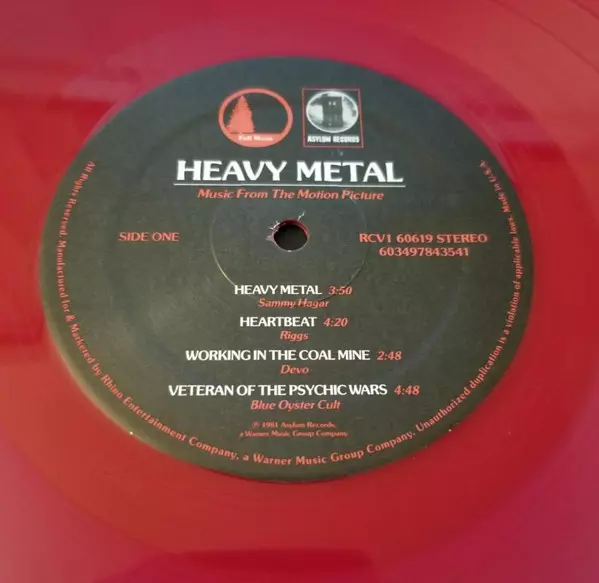 Full Moon
ASYLUM RECORDS
HEAVY METAL
Music From The Motion Picture
SIDE ONE
RCV1 60619 STEREO
603497843541
HEAVY METAL 3:50
Sammy Hagar
HEARTBEAT 4:20
Riggs
WORKING IN THE COAL MINE 2:48
Devo
VETERAN OF THE PSYCHIC WARS 4:48
Blue Oyster Cult
℗ 1981 Asylum Records,
a Warner Music Group Company.
All Rights Reserved. Manufactured for & Marketed by Rhino Entertainment Company, a Warner Music Group Company. Unauthorized duplication is a violation of applicable laws. Made in U.S.A.